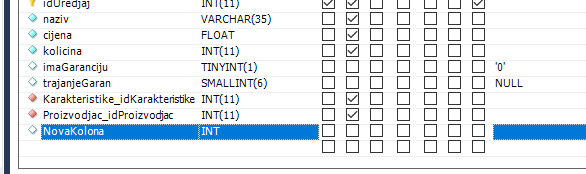 idUredjaj INT(11)
naziv VARCHAR(35)
cijena FLOAT
kolicina INT(11)
imaGaranciju TINYINT(1) '0'
trajanjeGaran SMALLINT(6) NULL
Karakteristike_idKarakteristike INT(11)
Proizvodjac_idProizvodjac INT(11)
NovaKolona INT